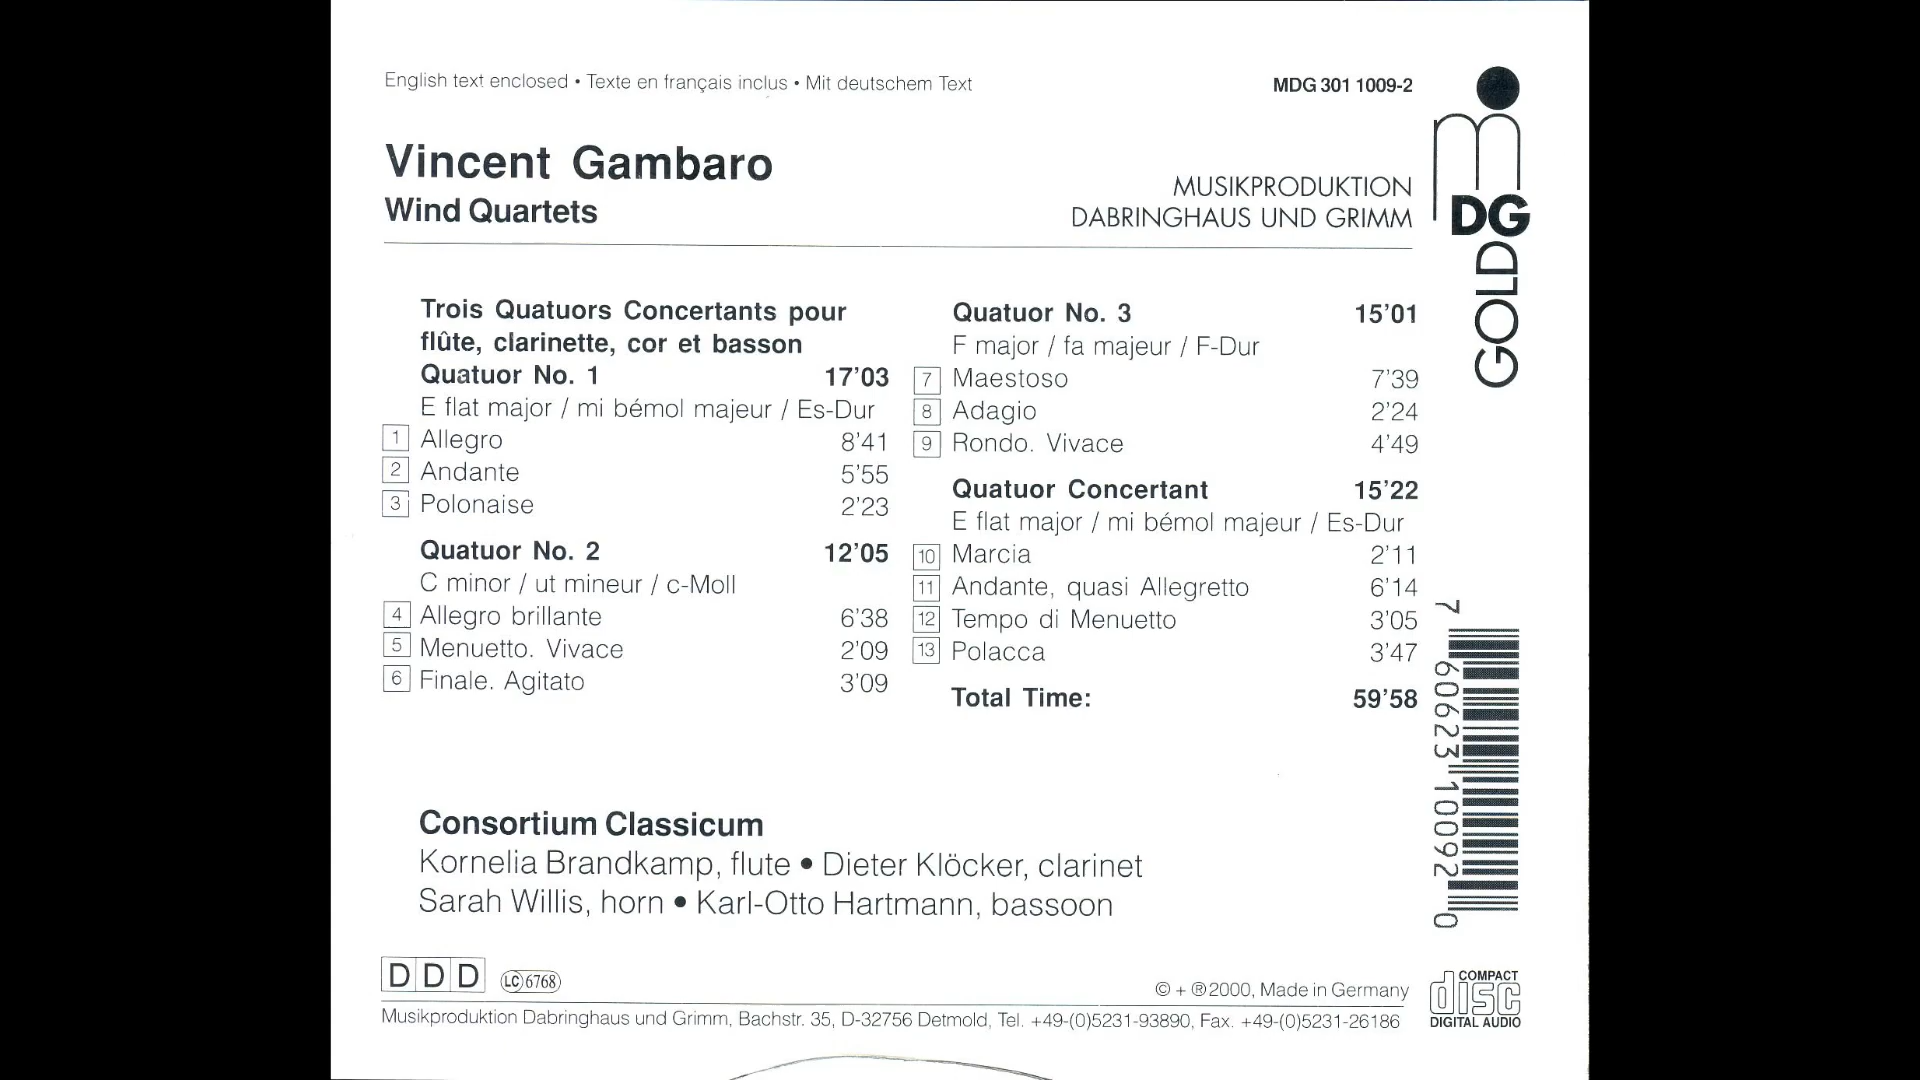 English text enclosed • Texte en français inclus • Mit deutschem Text
MDG 301 1009-2
Vincent Gambaro
Wind Quartets
MUSIKPRODUKTION
DABRINGHAUS UND GRIMM
m
DG
GOLD
Trois Quatuors Concertants pour
flûte, clarinette, cor et basson
Quatuor No. 1 17'03
E flat major / mi bémol majeur / Es-Dur
1 Allegro 8'41
2 Andante 5'55
3 Polonaise 2'23
Quatuor No. 2 12'05
C minor / ut mineur / c-Moll
4 Allegro brillante 6'38
5 Menuetto. Vivace 2'09
6 Finale. Agitato 3'09
Quatuor No. 3 15'01
F major / fa majeur / F-Dur
7 Maestoso 7'39
8 Adagio 2'24
9 Rondo. Vivace 4'49
Quatuor Concertant 15'22
E flat major / mi bémol majeur / Es-Dur
10 Marcia 2'11
11 Andante, quasi Allegretto 6'14
12 Tempo di Menuetto 3'05
13 Polacca 3'47
Total Time: 59'58
7 60623 10092 0
Consortium Classicum
Kornelia Brandkamp, flute • Dieter Klöcker, clarinet
Sarah Willis, horn • Karl-Otto Hartmann, bassoon
DDD LC 6768
© + ℗ 2000, Made in Germany
Musikproduktion Dabringhaus und Grimm, Bachstr. 35, D-32756 Detmold, Tel. +49-(0)5231-93890, Fax. +49-(0)5231-26186
COMPACT
disc
DIGITAL AUDIO